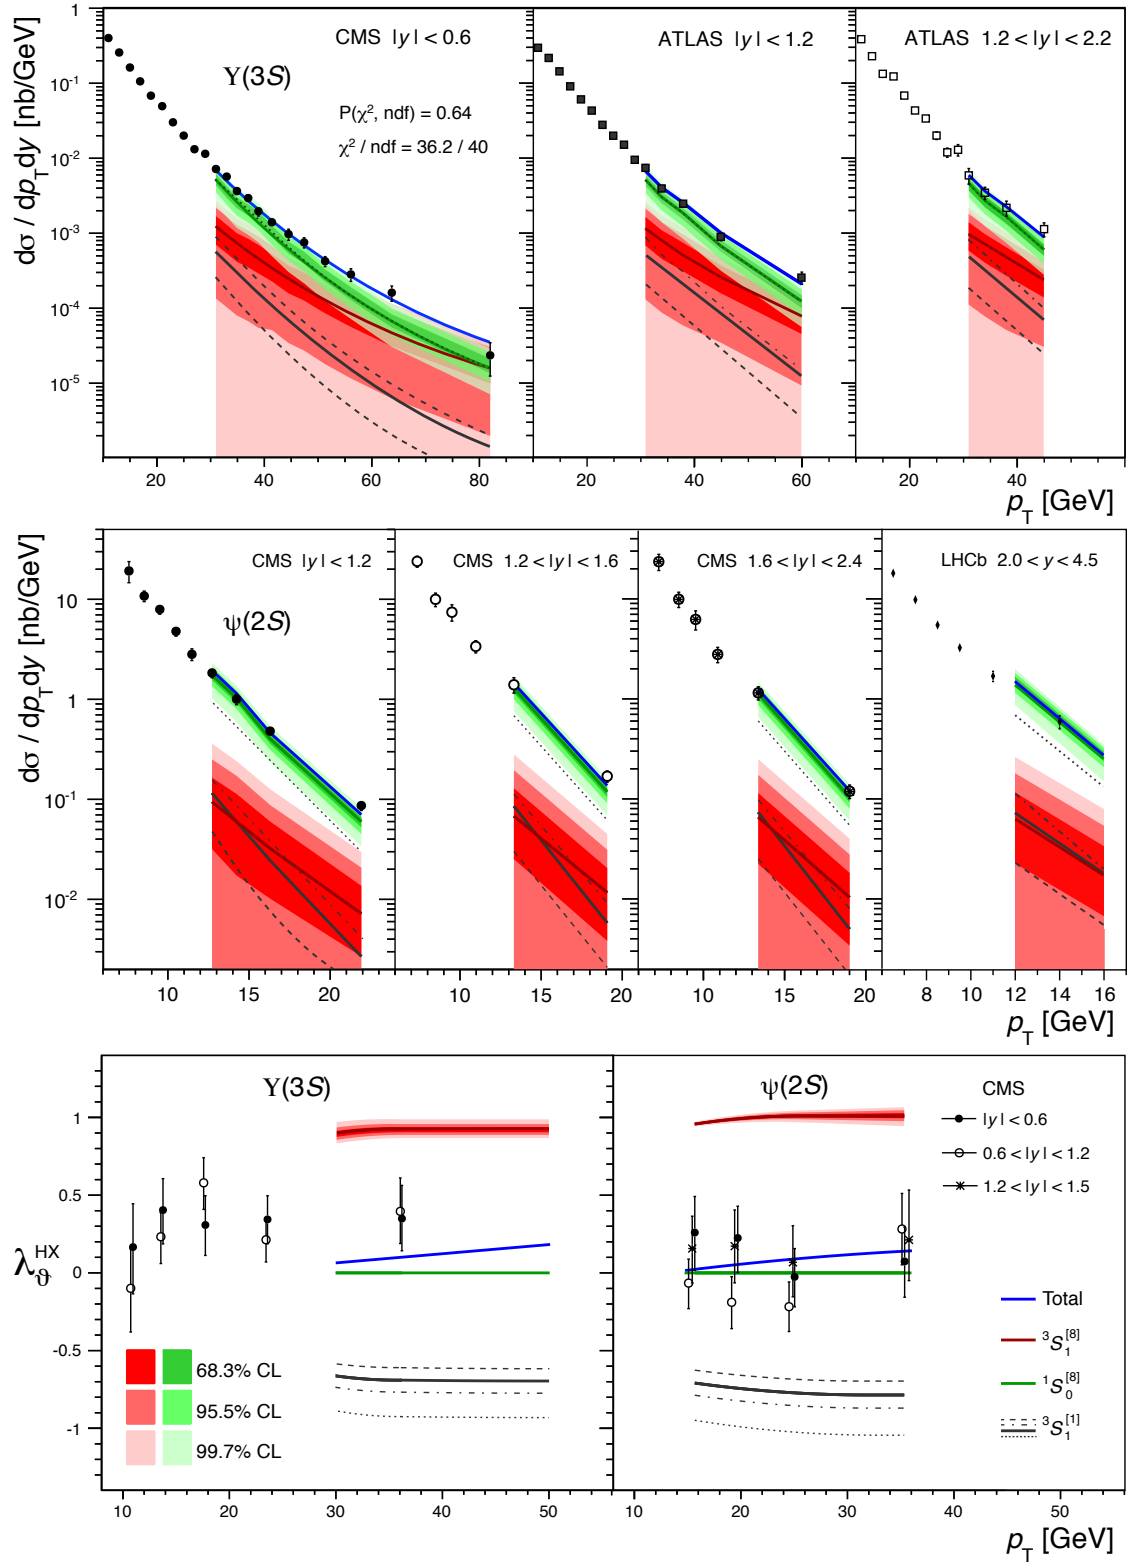 CMS |y| < 0.6
ATLAS |y| < 1.2
ATLAS 1.2 < |y| < 2.2
ϒ(3S)
P(χ², ndf) = 0.64
χ² / ndf = 36.2 / 40
dσ / dp_T dy [nb/GeV]
1
10⁻¹
10⁻²
10⁻³
10⁻⁴
10⁻⁵
20 40 60 80 20 40 60 20 40
p_T [GeV]
CMS |y| < 1.2
CMS 1.2 < |y| < 1.6
CMS 1.6 < |y| < 2.4
LHCb 2.0 < y < 4.5
ψ(2S)
dσ / dp_T dy [nb/GeV]
10
1
10⁻¹
10⁻²
10 15 20 10 15 20 10 15 20 8 10 12 14 16
p_T [GeV]
ϒ(3S)
ψ(2S)
CMS
|y| < 0.6
0.6 < |y| < 1.2
1.2 < |y| < 1.5
λ_ϑ^HX
1
0.5
0
-0.5
-1
Total
³S₁^[8]
¹S₀^[8]
³S₁^[1]
68.3% CL
95.5% CL
99.7% CL
10 20 30 40 50 10 20 30 40 50
p_T [GeV]